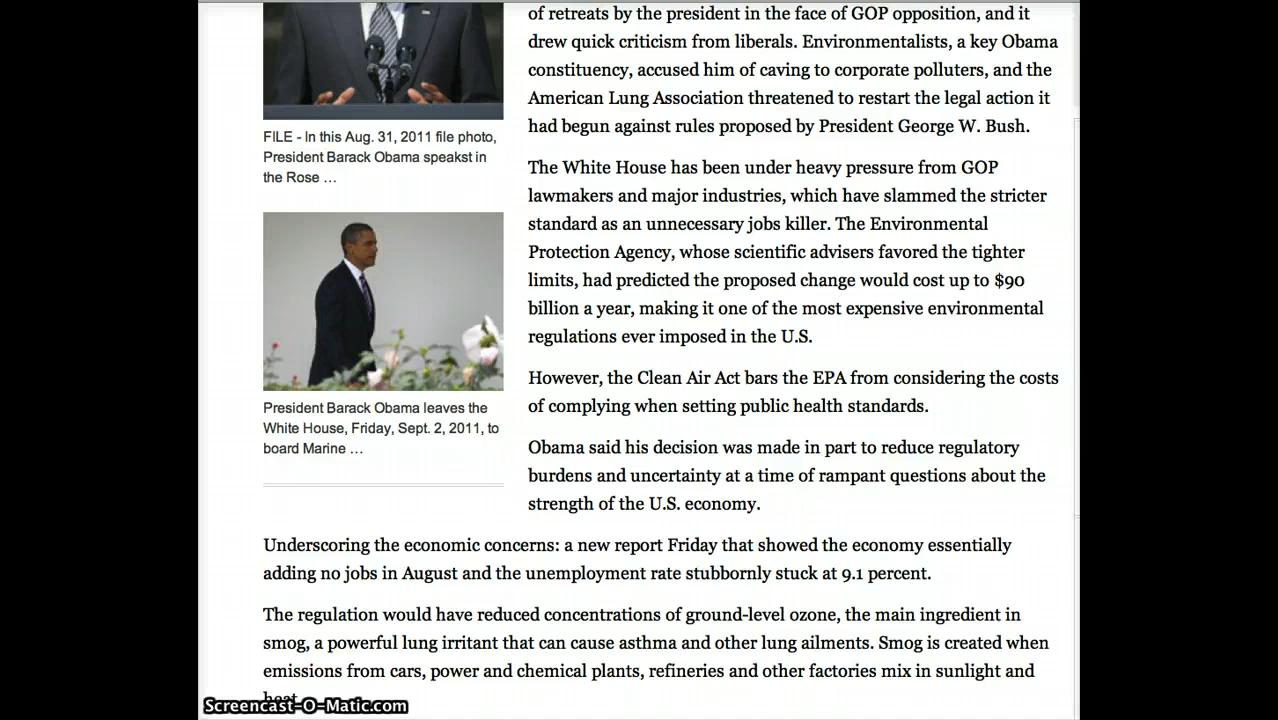 of retreats by the president in the face of GOP opposition, and it
drew quick criticism from liberals. Environmentalists, a key Obama
constituency, accused him of caving to corporate polluters, and the
American Lung Association threatened to restart the legal action it
had begun against rules proposed by President George W. Bush.
FILE - In this Aug. 31, 2011 file photo,
President Barack Obama speakst in
the Rose ...
The White House has been under heavy pressure from GOP
lawmakers and major industries, which have slammed the stricter
standard as an unnecessary jobs killer. The Environmental
Protection Agency, whose scientific advisers favored the tighter
limits, had predicted the proposed change would cost up to $90
billion a year, making it one of the most expensive environmental
regulations ever imposed in the U.S.
However, the Clean Air Act bars the EPA from considering the costs
of complying when setting public health standards.
President Barack Obama leaves the
White House, Friday, Sept. 2, 2011, to
board Marine ...
Obama said his decision was made in part to reduce regulatory
burdens and uncertainty at a time of rampant questions about the
strength of the U.S. economy.
Underscoring the economic concerns: a new report Friday that showed the economy essentially
adding no jobs in August and the unemployment rate stubbornly stuck at 9.1 percent.
The regulation would have reduced concentrations of ground-level ozone, the main ingredient in
smog, a powerful lung irritant that can cause asthma and other lung ailments. Smog is created when
emissions from cars, power and chemical plants, refineries and other factories mix in sunlight and
heat.
Screencast-O-Matic.com